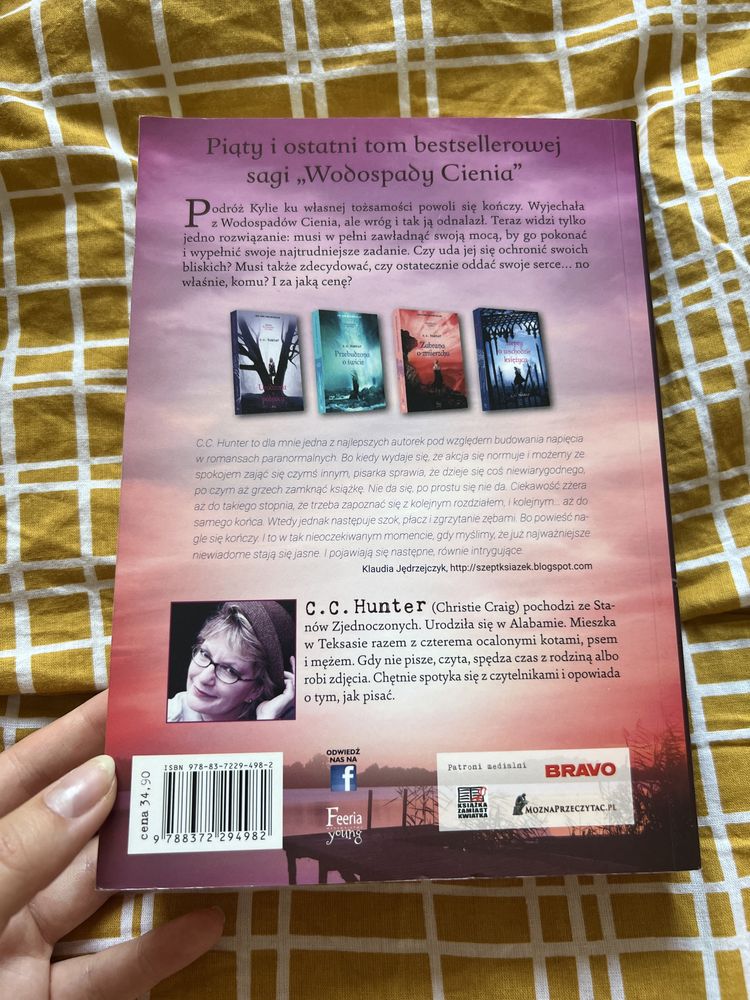 Piąty i ostatni tom bestsellerowej
sagi „Wodospady Cienia”
Podróż Kylie ku własnej tożsamości powoli się kończy. Wyjechała
z Wodospadów Cienia, ale wróg i tak ją odnalazł. Teraz widzi tylko
jedno rozwiązanie: musi w pełni zawładnąć swoją mocą, by go pokonać
i wypełnić swoje najtrudniejsze zadanie. Czy uda jej się ochronić swoich
bliskich? Musi także zdecydować, czy ostatecznie oddać swoje serce... no
właśnie, komu? I za jaką cenę?
C.C. HUNTER
Przebudzona
o świcie
C.C. HUNTER
Zabrana
o zmierzchu
Szepty
o wschodzie
księżyca
C.C. Hunter to dla mnie jedna z najlepszych autorek pod względem budowania napięcia
w romansach paranormalnych. Bo kiedy wydaje się, że akcja się normuje i możemy ze
spokojem zająć się czymś innym, pisarka sprawia, że dzieje się coś niewiarygodnego,
po czym aż grzech zamknąć książkę. Nie da się, po prostu się nie da. Ciekawość zżera
aż do takiego stopnia, że trzeba zapoznać się z kolejnym rozdziałem, i kolejnym... aż do
samego końca. Wtedy jednak następuje szok, płacz i zgrzytanie zębami. Bo powieść na-
gle się kończy. I to w tak nieoczekiwanym momencie, gdy myślimy, że już najważniejsze
niewiadome stają się jasne. I pojawiają się następne, równie intrygujące.
Klaudia Jędrzejczyk, http://szeptksiazek.blogspot.com
C.C. Hunter (Christie Craig) pochodzi ze Sta-
nów Zjednoczonych. Urodziła się w Alabamie. Mieszka
w Teksasie razem z czterema ocalonymi kotami, psem
i mężem. Gdy nie pisze, czyta, spędza czas z rodziną albo
robi zdjęcia. Chętnie spotyka się z czytelnikami i opowiada
o tym, jak pisać.
ISBN 978-83-7229-498-2
cena 34,90
9 788372 294982
ODWIEDŹ
NAS NA
f
Feeria
young
Patroni medialni
BRAVO
KSIĄŻKA
ZAMIAST
KWIATKA
MOZNAPRZECZYTAC.PL